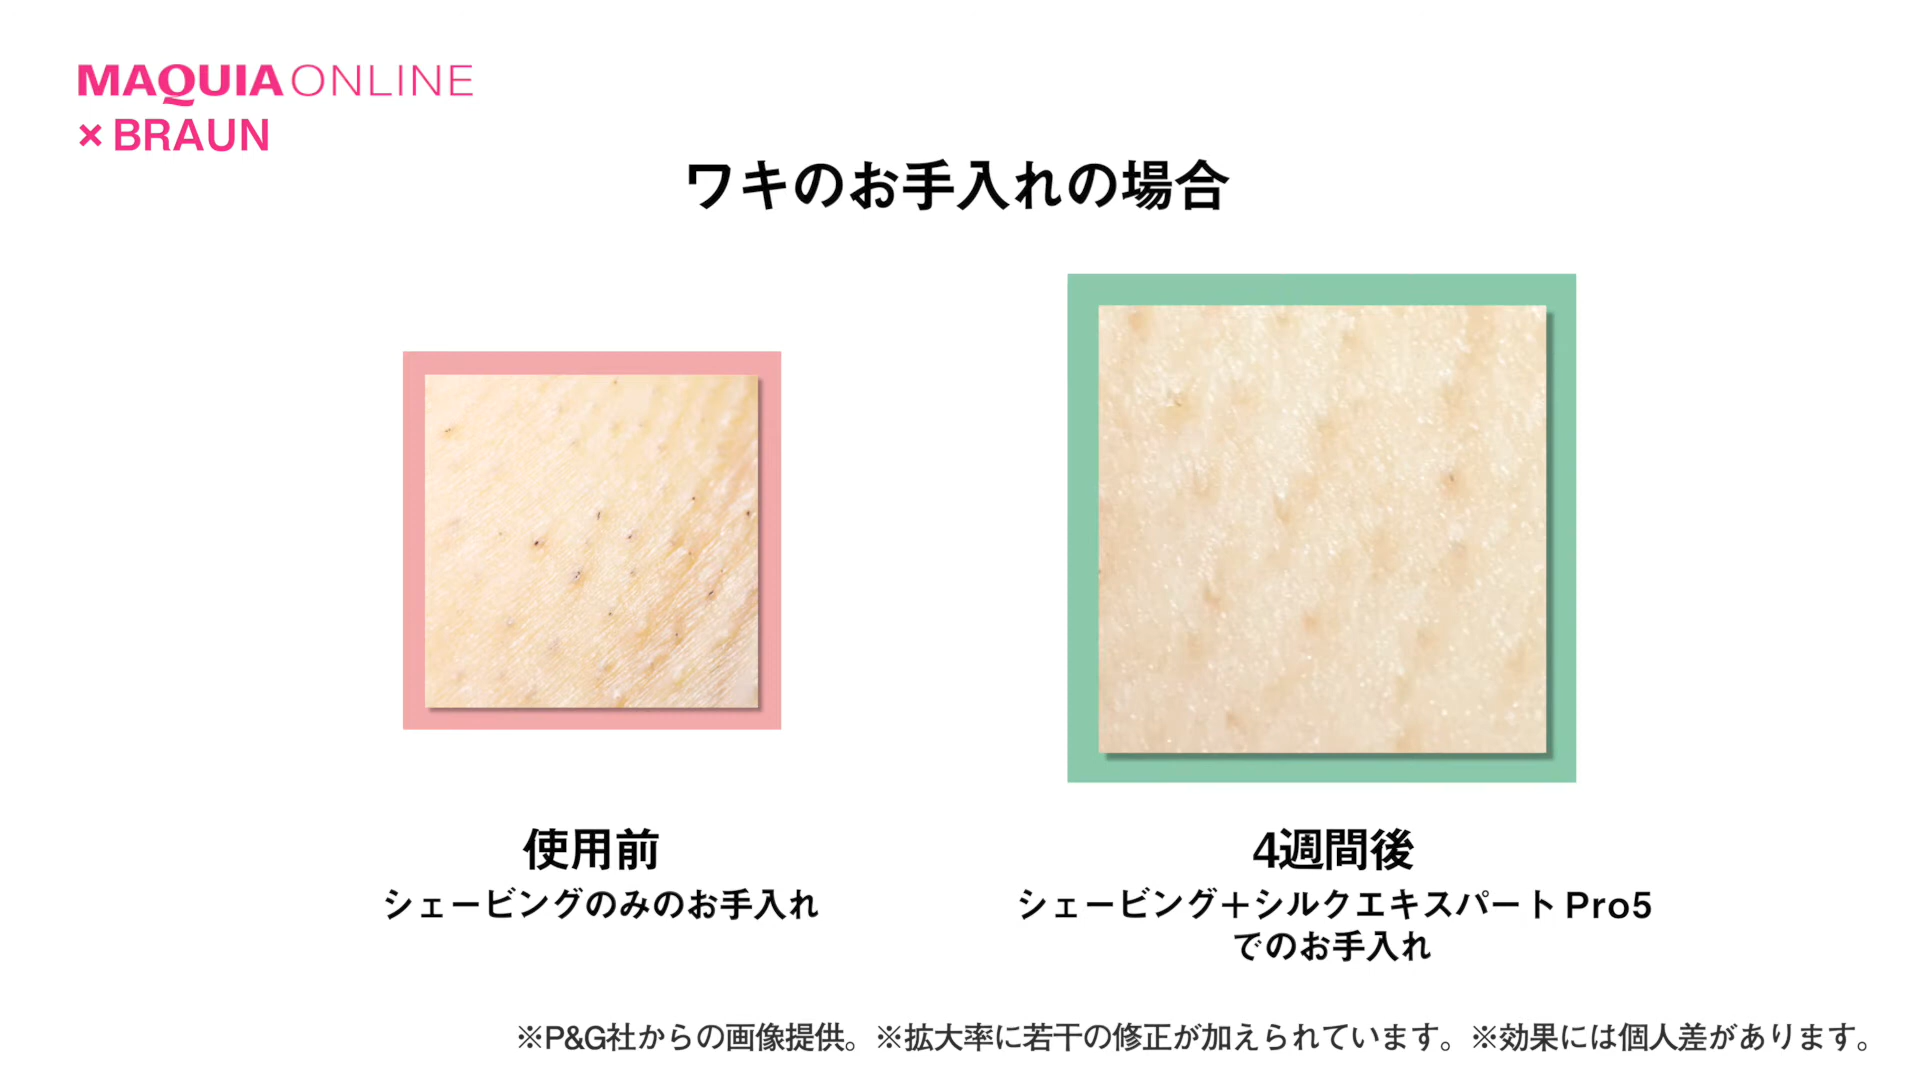 MAQUIA ONLINE
× BRAUN
ワキのお手入れの場合
使用前
シェービングのみのお手入れ
4週間後
シェービング＋シルクエキスパート Pro5
でのお手入れ
※P&G社からの画像提供。※拡大率に若干の修正が加えられています。※効果には個人差があります。